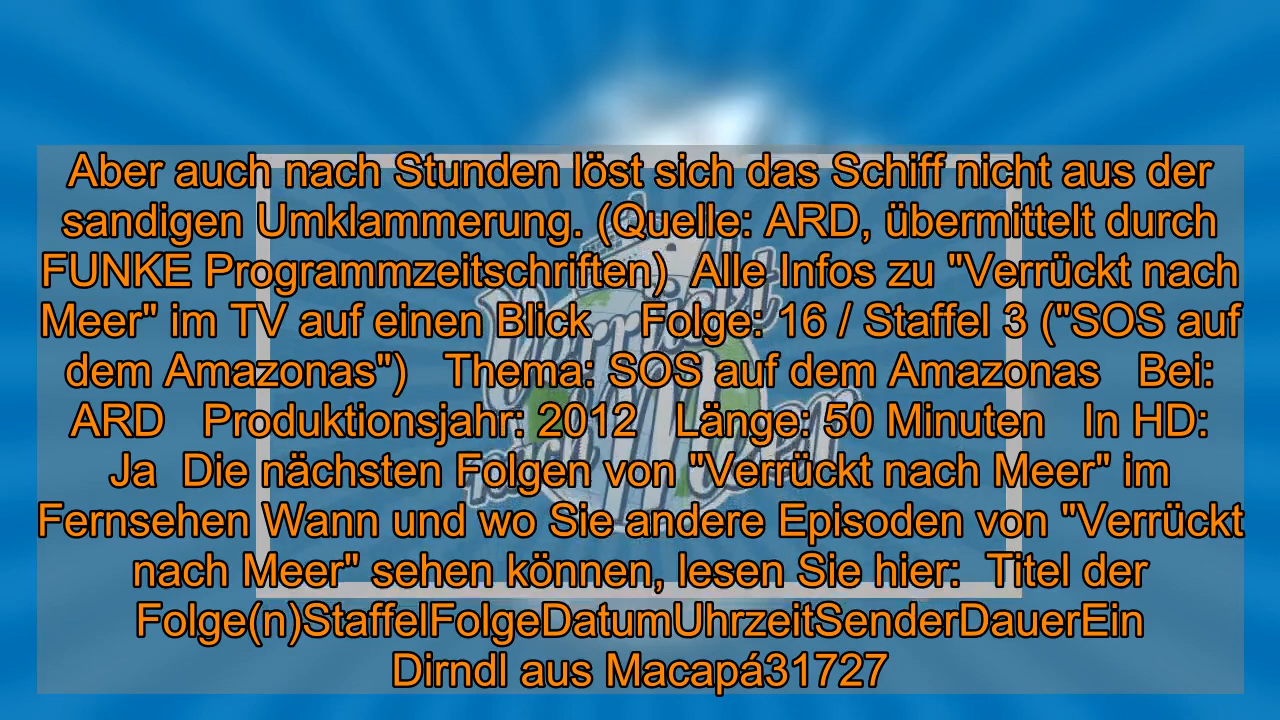 Aber auch nach Stunden löst sich das Schiff nicht aus der
sandigen Umklammerung. (Quelle: ARD, übermittelt durch
FUNKE Programmzeitschriften)  Alle Infos zu "Verrückt nach
Meer" im TV auf einen Blick    Folge: 16 / Staffel 3 ("SOS auf
dem Amazonas")   Thema: SOS auf dem Amazonas   Bei:
ARD   Produktionsjahr: 2012   Länge: 50 Minuten   In HD:
Ja  Die nächsten Folgen von "Verrückt nach Meer" im
Fernsehen Wann und wo Sie andere Episoden von "Verrückt
nach Meer" sehen können, lesen Sie hier:  Titel der
Folge(n)StaffelFolgeDatumUhrzeitSenderDauerEin
Dirndl aus Macapá31727
Verrückt
nach Meer